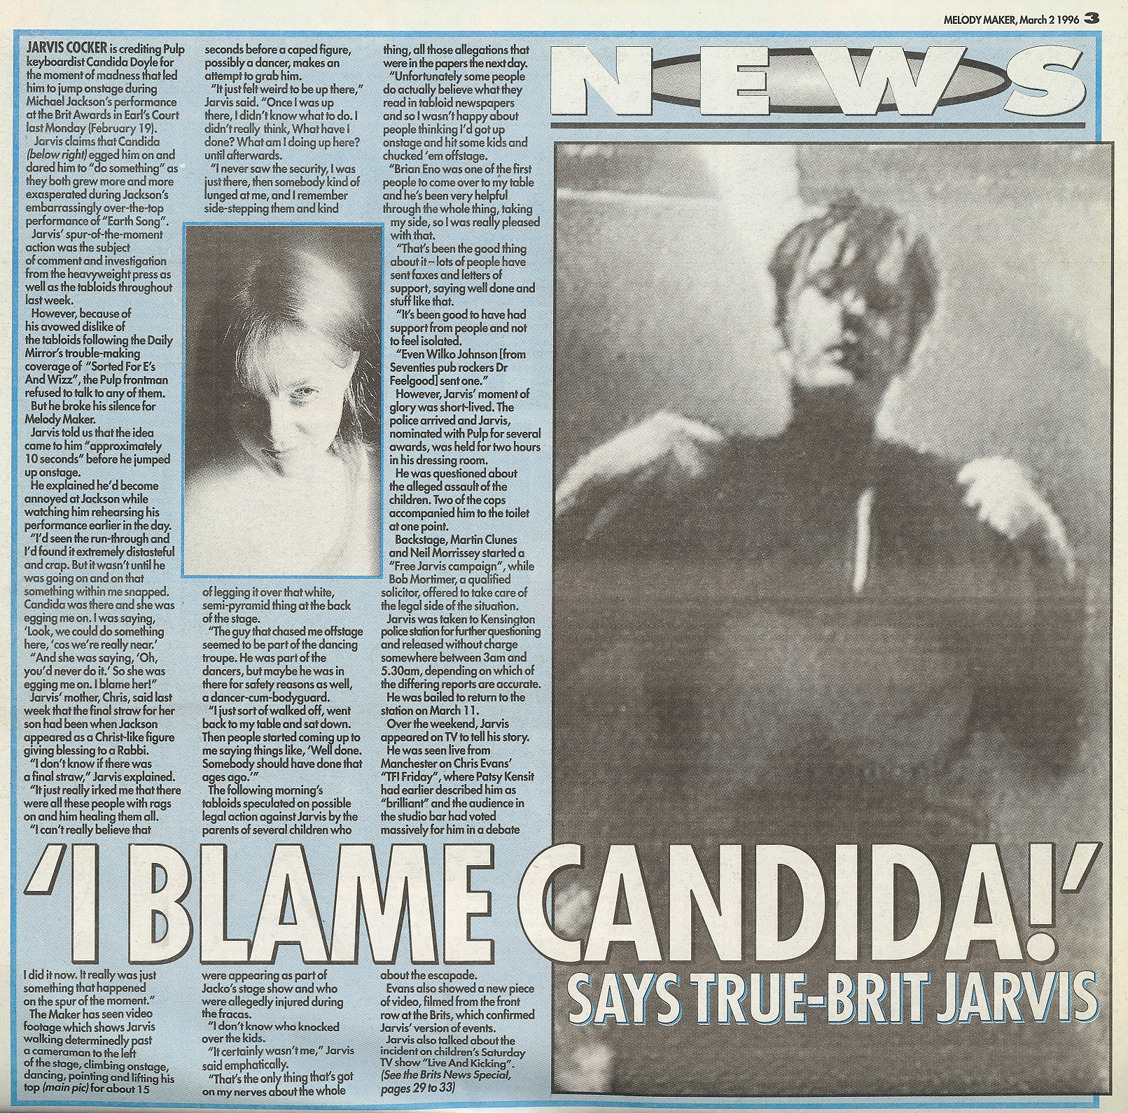 MELODY MAKER, March 2 1996 3
NEWS
JARVIS COCKER is crediting Pulp
keyboardist Candida Doyle for
the moment of madness that led
him to jump onstage during
Michael Jackson's performance
at the Brit Awards in Earl's Court
last Monday (February 19).
Jarvis claims that Candida
(below right) egged him on and
dared him to "do something" as
they both grew more and more
exasperated during Jackson's
embarrassingly over-the-top
performance of "Earth Song".
Jarvis' spur-of-the-moment
action was the subject
of comment and investigation
from the heavyweight press as
well as the tabloids throughout
last week.
However, because of
his avowed dislike of
the tabloids following the Daily
Mirror's trouble-making
coverage of "Sorted For E's
And Wizz", the Pulp frontman
refused to talk to any of them.
But he broke his silence for
Melody Maker.
Jarvis told us that the idea
came to him "approximately
10 seconds" before he jumped
up onstage.
He explained he'd become
annoyed at Jackson while
watching him rehearsing his
performance earlier in the day.
"I'd seen the run-through and
I'd found it extremely distasteful
and crap. But it wasn't until he
was going on and on that
something within me snapped.
Candida was there and she was
egging me on. I was saying,
'Look, we could do something
here, 'cos we're really near.'
"And she was saying, 'Oh,
you'd never do it.' So she was
egging me on. I blame her!"
Jarvis' mother, Chris, said last
week that the final straw for her
son had been when Jackson
appeared as a Christ-like figure
giving blessing to a Rabbi.
"I don't know if there was
a final straw," Jarvis explained.
"It just really irked me that there
were all these people with rags
on and him healing them all.
"I can't really believe that
I did it now. It really was just
something that happened
on the spur of the moment."
The Maker has seen video
footage which shows Jarvis
walking determinedly past
a cameraman to the left
of the stage, climbing onstage,
dancing, pointing and lifting his
top (main pic) for about 15
seconds before a caped figure,
possibly a dancer, makes an
attempt to grab him.
"It just felt weird to be up there,"
Jarvis said. "Once I was up
there, I didn't know what to do. I
didn't really think, What have I
done? What am I doing up here?
until afterwards.
"I never saw the security, I was
just there, then somebody kind of
lunged at me, and I remember
side-stepping them and kind
of legging it over that white,
semi-pyramid thing at the back
of the stage.
"The guy that chased me offstage
seemed to be part of the dancing
troupe. He was part of the
dancers, but maybe he was in
there for safety reasons as well,
a dancer-cum-bodyguard.
"I just sort of walked off, went
back to my table and sat down.
Then people started coming up to
me saying things like, 'Well done.
Somebody should have done that
ages ago.'"
The following morning's
tabloids speculated on possible
legal action against Jarvis by the
parents of several children who
were appearing as part of
Jacko's stage show and who
were allegedly injured during
the fracas.
"I don't know who knocked
over the kids.
"It certainly wasn't me," Jarvis
said emphatically.
"That's the only thing that's got
on my nerves about the whole
thing, all those allegations that
were in the papers the next day.
"Unfortunately some people
do actually believe what they
read in tabloid newspapers
and so I wasn't happy about
people thinking I'd got up
onstage and hit some kids and
chucked 'em offstage.
"Brian Eno was one of the first
people to come over to my table
and he's been very helpful
through the whole thing, taking
my side, so I was really pleased
with that.
"That's been the good thing
about it – lots of people have
sent faxes and letters of
support, saying well done and
stuff like that.
"It's been good to have had
support from people and not
to feel isolated.
"Even Wilko Johnson [from
Seventies pub rockers Dr
Feelgood] sent one."
However, Jarvis' moment of
glory was short-lived. The
police arrived and Jarvis,
nominated with Pulp for several
awards, was held for two hours
in his dressing room.
He was questioned about
the alleged assault of the
children. Two of the cops
accompanied him to the toilet
at one point.
Backstage, Martin Clunes
and Neil Morrissey started a
"Free Jarvis campaign", while
Bob Mortimer, a qualified
solicitor, offered to take care of
the legal side of the situation.
Jarvis was taken to Kensington
police station for further questioning
and released without charge
somewhere between 3am and
5.30am, depending on which of
the differing reports are accurate.
He was bailed to return to the
station on March 11.
Over the weekend, Jarvis
appeared on TV to tell his story.
He was seen live from
Manchester on Chris Evans'
"TFI Friday", where Patsy Kensit
had earlier described him as
"brilliant" and the audience in
the studio bar had voted
massively for him in a debate
about the escapade.
Evans also showed a new piece
of video, filmed from the front
row at the Brits, which confirmed
Jarvis' version of events.
Jarvis also talked about the
incident on children's Saturday
TV show "Live And Kicking".
(See the Brits News Special,
pages 29 to 33)
'I BLAME CANDIDA!'
SAYS TRUE-BRIT JARVIS